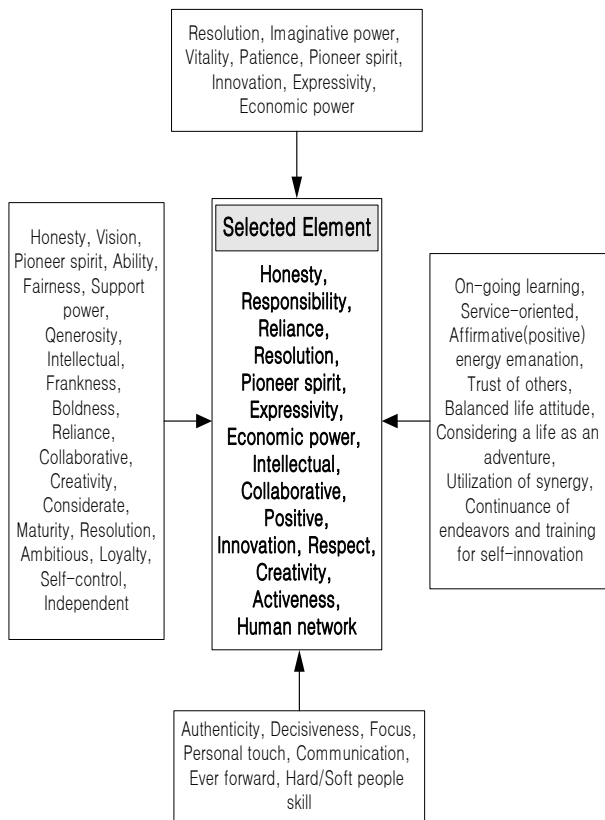 Resolution, Imaginative power,
Vitality, Patience, Pioneer spirit,
Innovation, Expressivity,
Economic power
Honesty, Vision,
Pioneer spirit, Ability,
Fairness, Support
power,
Qenerosity,
Intellectual,
Frankness,
Boldness,
Reliance,
Collaborative,
Creativity,
Considerate,
Maturity, Resolution,
Ambitious, Loyalty,
Self-control,
Independent
Selected Element
Honesty,
Responsibility,
Reliance,
Resolution,
Pioneer spirit,
Expressivity,
Economic power,
Intellectual,
Collaborative,
Positive,
Innovation, Respect,
Creativity,
Activeness,
Human network
On-going learning,
Service-oriented,
Affirmative(positive)
energy emanation,
Trust of others,
Balanced life attitude,
Considering a life as an
adventure,
Utilization of synergy,
Continuance of
endeavors and training
for self-innovation
Authenticity, Decisiveness, Focus,
Personal touch, Communication,
Ever forward, Hard/Soft people
skill